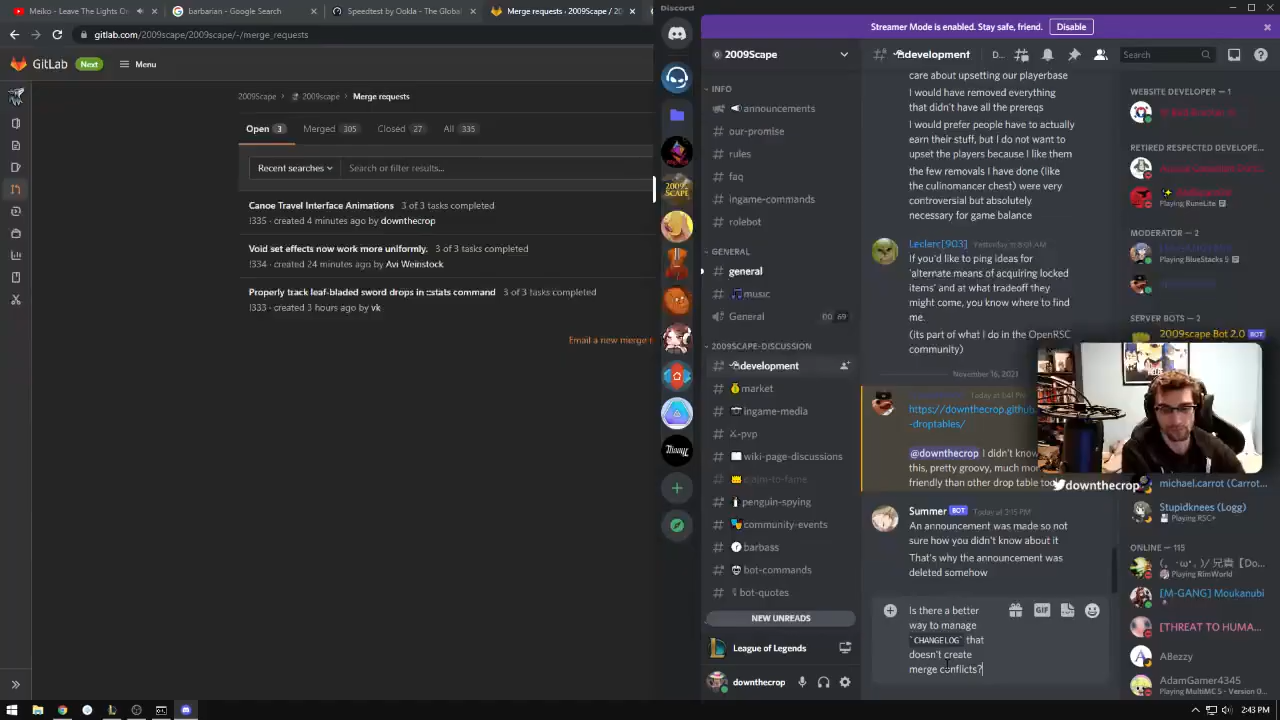 Meiko - Leave The Lights O
barbarian - Google Search
Speedtest by Ookla - The Global
Merge requests · 2009Scape / 2
gitlab.com/2009scape/2009scape/-/merge_requests
GitLab
Next
Menu
2009Scape
2009scape
Merge requests
Open 3
Merged 305
Closed 27
All 335
Recent searches
Search or filter results...
Canoe Travel Interface Animations 3 of 3 tasks completed
!335 · created 4 minutes ago by downthecrop
Void set effects now work more uniformly. 3 of 3 tasks completed
!334 · created 24 minutes ago by Avi Weinstock
Properly track leaf-bladed sword drops in ::stats command 3 of 3 tasks completed
!333 · created 3 hours ago by vk
Email a new merge r
Discord
Streamer Mode is enabled. Stay safe, friend.
Disable
2009Scape
INFO
announcements
our-promise
rules
faq
ingame-commands
rolebot
GENERAL
general
music
General
00 69
2009SCAPE-DISCUSSION
development
market
ingame-media
-pvp
wiki-page-discussions
penguin-spying
community-events
barbass
bot-commands
bot-quotes
NEW UNREADS
League of Legends
downthecrop
development
D...
Search
care about upsetting our playerbase
I would have removed everything
that didn't have all the prereqs
I would prefer people have to actually
earn their stuff, but I do not want to
upset the players because I like them
the few removals I have done (like
the culinomancer chest) were very
controversial but absolutely
necessary for game balance
Leclerc[903] Yesterday at 8:01 AM
If you'd like to ping ideas for
'alternate means of acquiring locked
items' and at what tradeoff they
might come, you know where to find
me.
(its part of what I do in the OpenRSC
community)
November 16, 2021
Today at 1:41 PM
https://downthecrop.github.
-droptables/
@downthecrop I didn't know
this, pretty groovy, much mo
friendly than other drop table to
Summer BOT Today at 2:15 PM
An announcement was made so not
sure how you didn't know about it
That's why the announcement was
deleted somehow
Is there a better
way to manage
`CHANGELOG` that
doesn't create
merge conflicts?
GIF
WEBSITE DEVELOPER — 1
RETIRED RESPECTED DEVELOPE...
Playing RuneLite
MODERATOR — 2
Playing BlueStacks 5
SERVER BOTS — 2
2009scape Bot 2.0 BOT
downthecrop
michael.carrot (Carrot...
Stupidknees (Logg)
Playing RSC+
ONLINE — 115
Playing RimWorld
[M-GANG] Moukanubi
[THREAT TO HUMA...
ABezzy
AdamGamer4345
Playing MultiMC 5 - Version 0...
2:43 PM